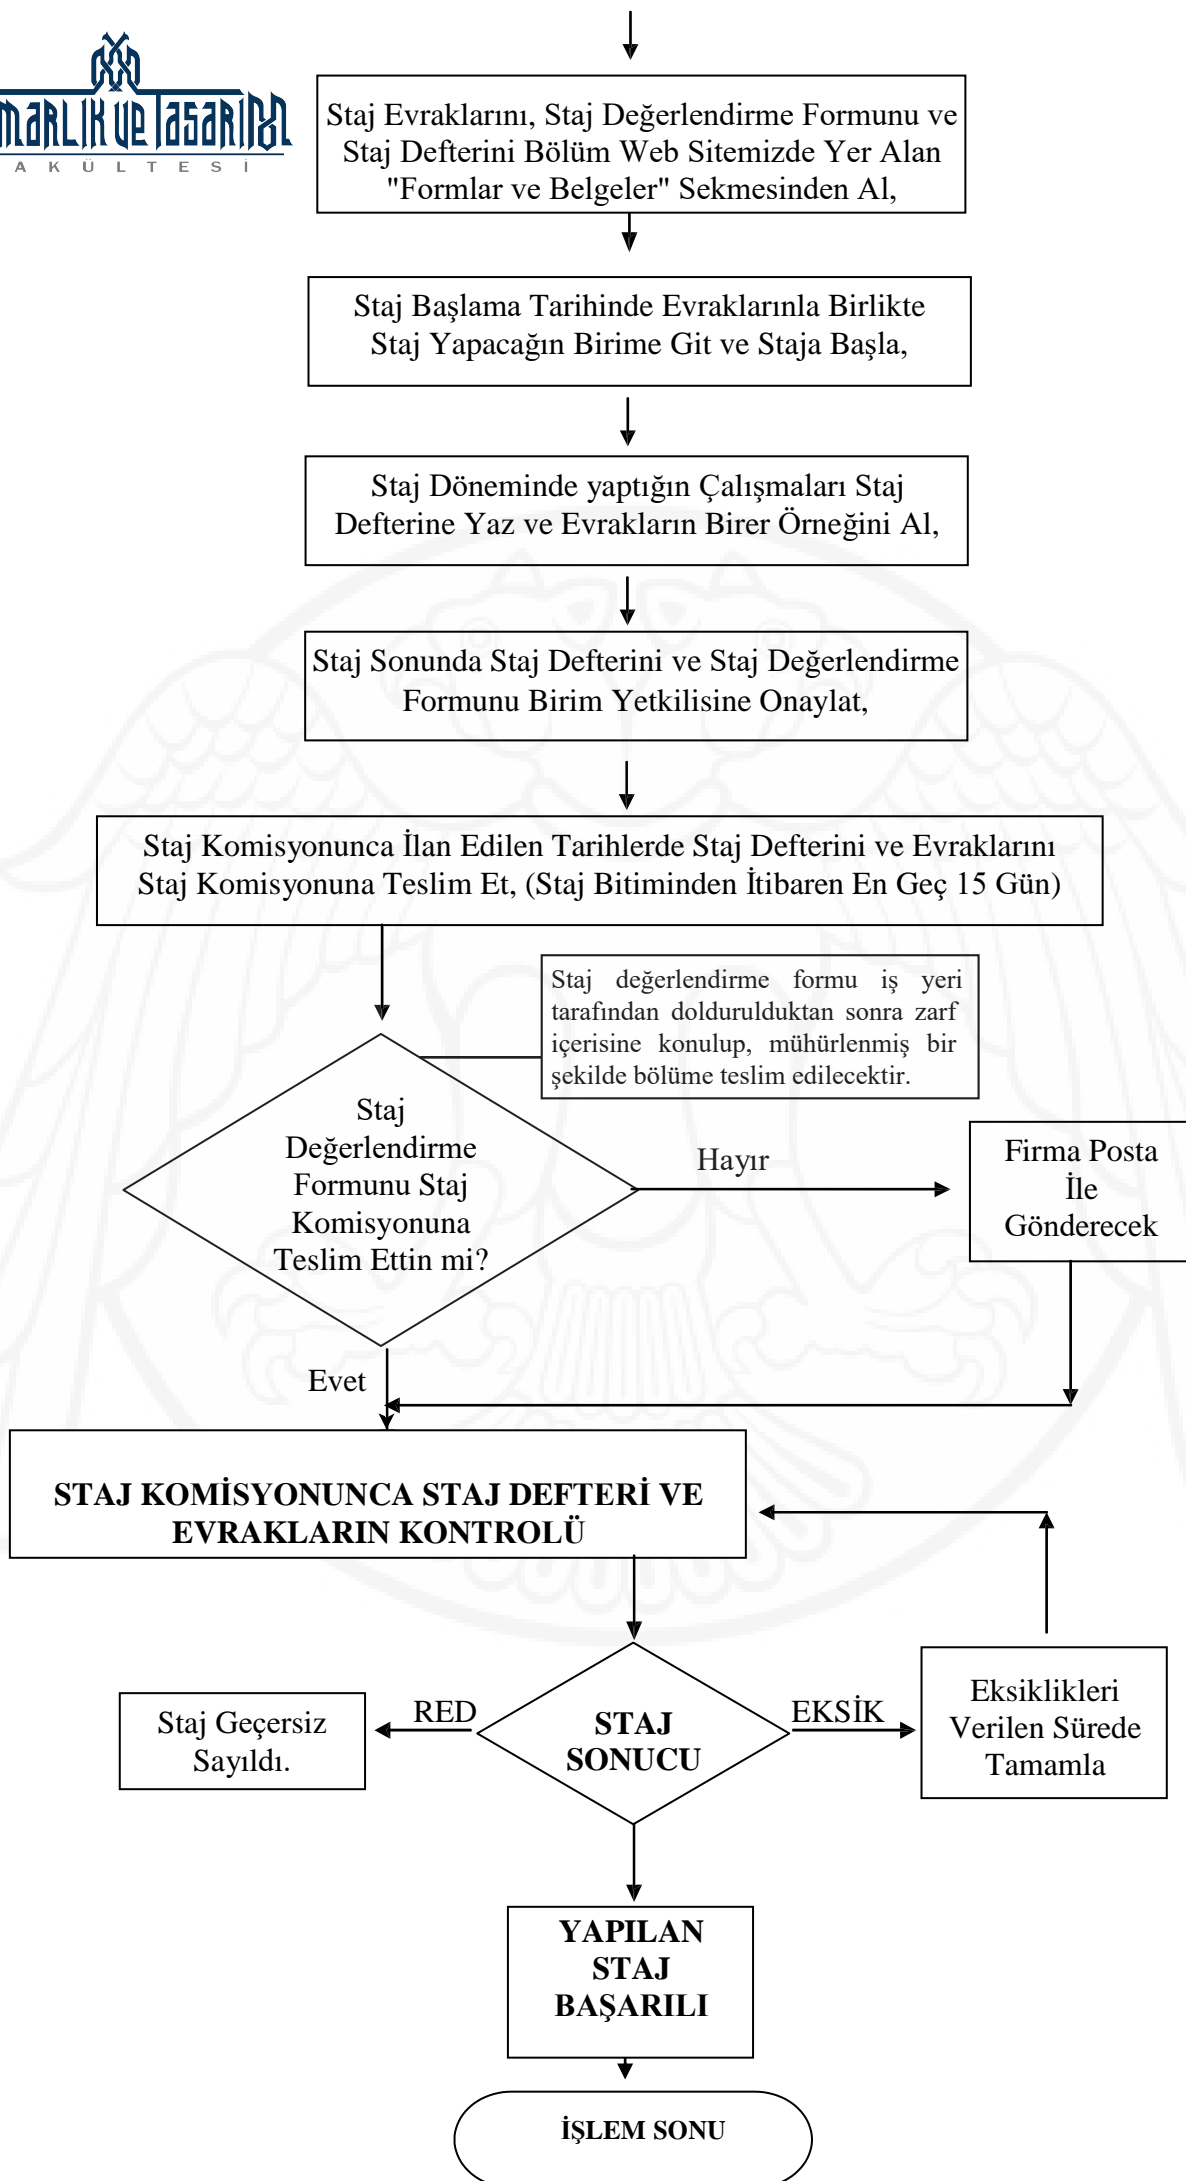 ve Tasarım
A K Ü L T E S İ
Staj Evraklarını, Staj Değerlendirme Formunu ve
Staj Defterini Bölüm Web Sitemizde Yer Alan
"Formlar ve Belgeler" Sekmesinden Al,
Staj Başlama Tarihinde Evraklarınla Birlikte
Staj Yapacağın Birime Git ve Staja Başla,
Staj Döneminde yaptığın Çalışmaları Staj
Defterine Yaz ve Evrakların Birer Örneğini Al,
Staj Sonunda Staj Defterini ve Staj Değerlendirme
Formunu Birim Yetkilisine Onaylat,
Staj Komisyonunca İlan Edilen Tarihlerde Staj Defterini ve Evraklarını
Staj Komisyonuna Teslim Et, (Staj Bitiminden İtibaren En Geç 15 Gün)
Staj değerlendirme formu iş yeri
tarafından doldurulduktan sonra zarf
içerisine konulup, mühürlenmiş bir
şekilde bölüme teslim edilecektir.
Staj
Değerlendirme
Formunu Staj
Komisyonuna
Teslim Ettin mi?
Hayır
Firma Posta
İle
Gönderecek
Evet
STAJ KOMİSYONUNCA STAJ DEFTERİ VE
EVRAKLARIN KONTROLÜ
Staj Geçersiz
Sayıldı.
RED
STAJ
SONUCU
EKSİK
Eksiklikleri
Verilen Sürede
Tamamla
YAPILAN
STAJ
BAŞARILI
İŞLEM SONU